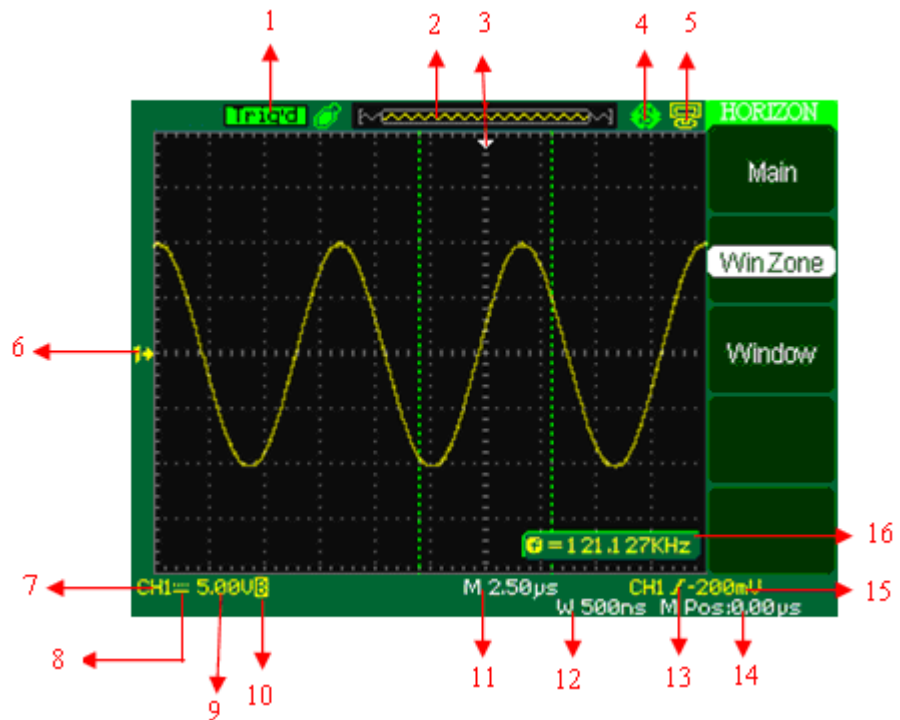 1 2 3 4 5
Trig'd HORIZON
Main
Win Zone
6
Window
16
f=121.127KHz
7 CH1 5.00V B M 2.50µs CH1 -200mV 15
W 500ns M Pos:0.00µs
8 9 10 11 12 13 14